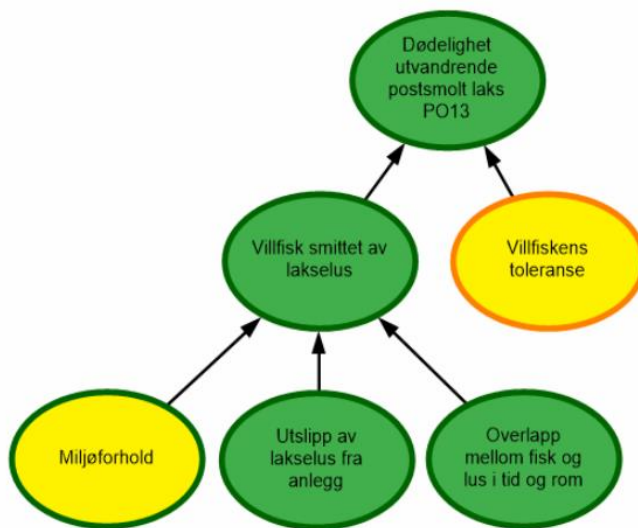 Dødelighet
utvandrende
postsmolt laks
PO13
Villfisk smittet av
lakselus
Villfiskens
toleranse
Miljøforhold
Utslipp av
lakselus fra
anlegg
Overlapp
mellom fisk og
lus i tid og rom